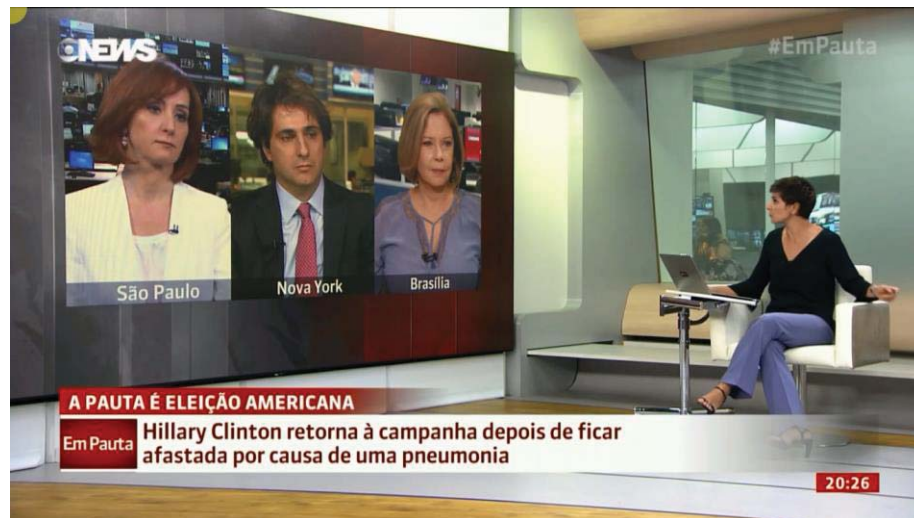 GNEWS
#EmPauta
São Paulo
Nova York
Brasília
A PAUTA É ELEIÇÃO AMERICANA
Em Pauta
Hillary Clinton retorna à campanha depois de ficar
afastada por causa de uma pneumonia
20:26